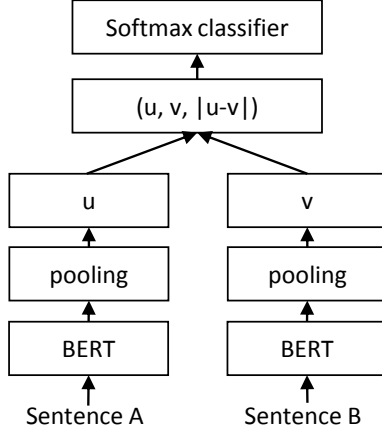 Softmax classifier
(u, v, |u-v|)
u
v
pooling
pooling
BERT
BERT
Sentence A
Sentence B